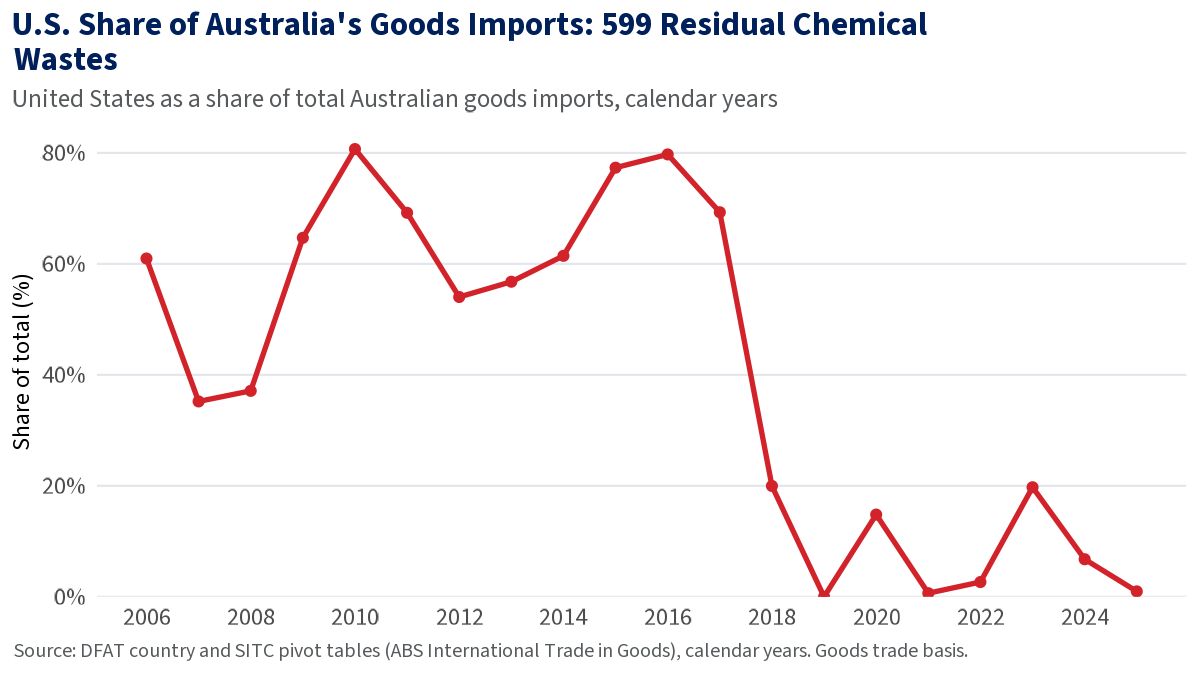 U.S. Share of Australia's Goods Imports: 599 Residual Chemical
Wastes
United States as a share of total Australian goods imports, calendar years
Share of total (%)
80%
60%
40%
20%
0%
2006 2008 2010 2012 2014 2016 2018 2020 2022 2024
Source: DFAT country and SITC pivot tables (ABS International Trade in Goods), calendar years. Goods trade basis.